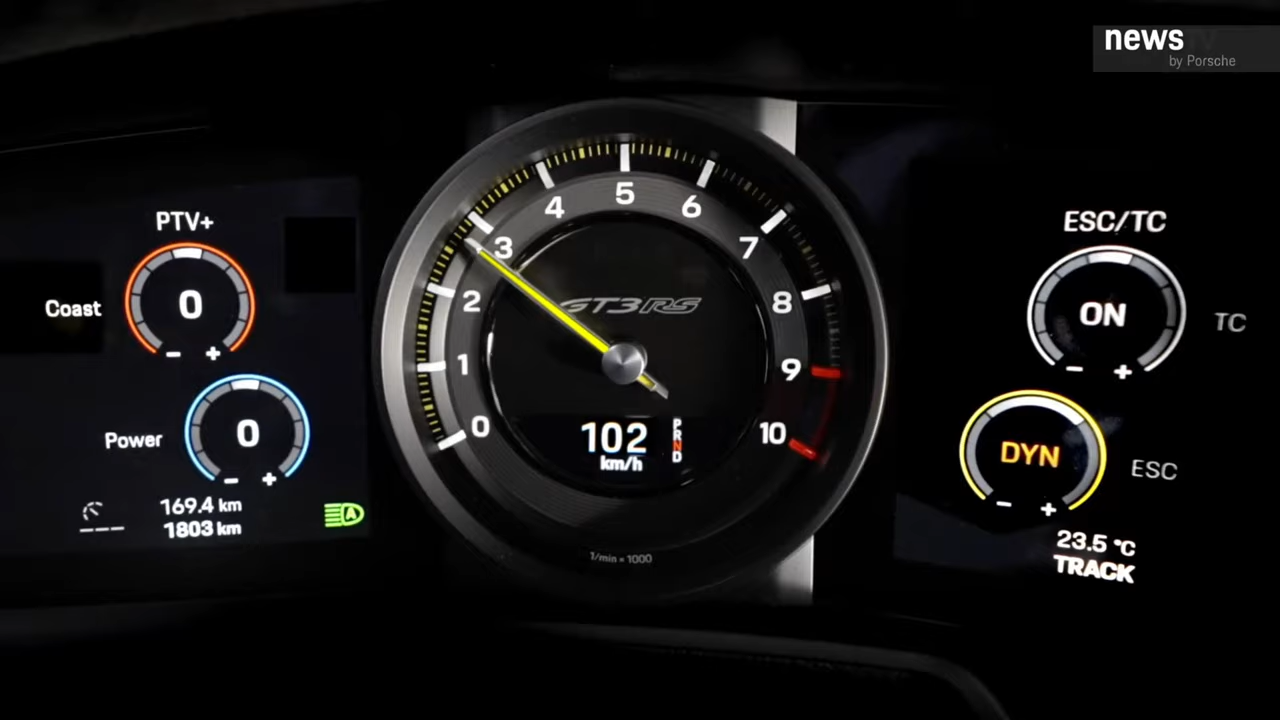 news
by Porsche
PTV+
Coast
0
- +
Power
0
- +
169.4 km
1803 km
A
0
1
2
3
4
5
6
7
8
9
10
GT3 RS
102
km/h
P
R
N
D
1/min × 1000
ESC/TC
ON
TC
- +
DYN
ESC
- +
23.5 °C
TRACK